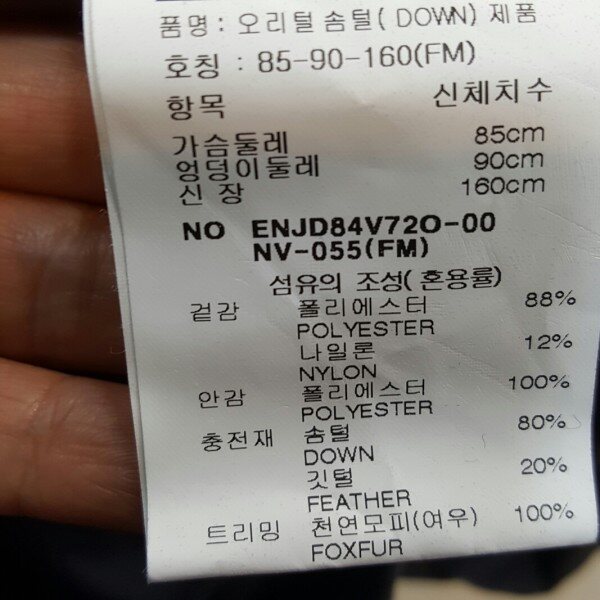 품명 : 오리털솜털( DOWN) 제품
호칭 : 85-90-160(FM)
항목 신체치수
가슴둘레 85cm
엉덩이둘레 90cm
신 장 160cm
NO ENJD84V72O-00
NV-055(FM)
섬유의 조성( 혼용률)
겉감 폴리에스터 88%
POLYESTER
나일론 12%
NYLON
안감 폴리에스터 100%
POLYESTER
충전재 솜털 80%
DOWN
깃털 20%
FEATHER
트리밍 천연모피(여우) 100%
FOXFUR